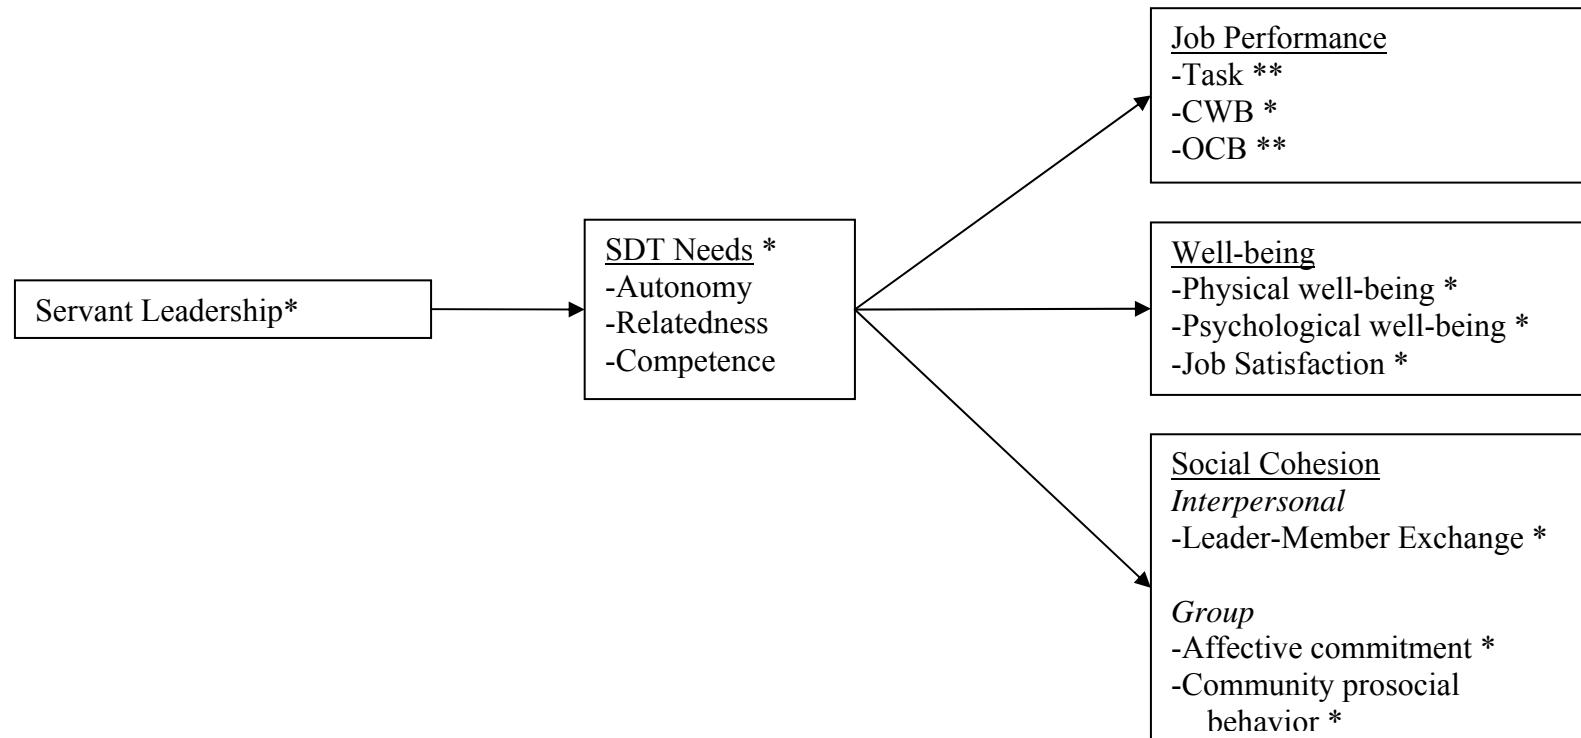 Servant Leadership*
SDT Needs *
-Autonomy
-Relatedness
-Competence
Job Performance
-Task **
-CWB *
-OCB **
Well-being
-Physical well-being *
-Psychological well-being *
-Job Satisfaction *
Social Cohesion
Interpersonal
-Leader-Member Exchange *
Group
-Affective commitment *
-Community prosocial
behavior *